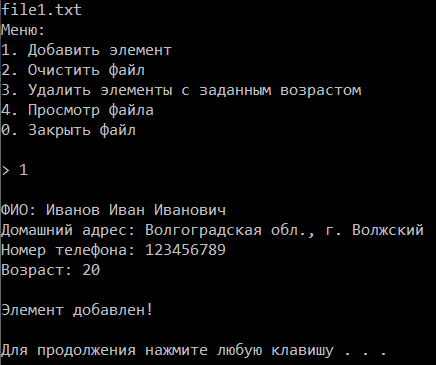 file1.txt
Меню:
1. Добавить элемент
2. Очистить файл
3. Удалить элементы с заданным возрастом
4. Просмотр файла
0. Закрыть файл
> 1
ФИО: Иванов Иван Иванович
Домашний адрес: Волгоградская обл., г. Волжский
Номер телефона: 123456789
Возраст: 20
Элемент добавлен!
Для продолжения нажмите любую клавишу . . .